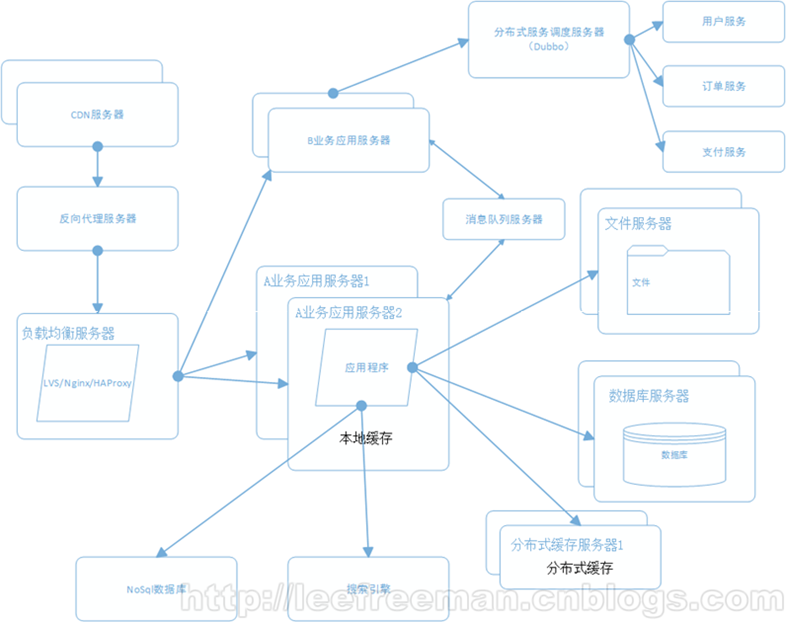 分布式服务调度服务器
(Dubbo)
用户服务
订单服务
支付服务
CDN服务器
B业务应用服务器
反向代理服务器
消息队列服务器
文件服务器
文件
A业务应用服务器1
A业务应用服务器2
应用程序
本地缓存
负载均衡服务器
LVS/Nginx/HAProxy
数据库服务器
数据库
分布式缓存服务器1
分布式缓存
NoSql数据库
搜索引擎
http://leefreeman.cnblogs.com